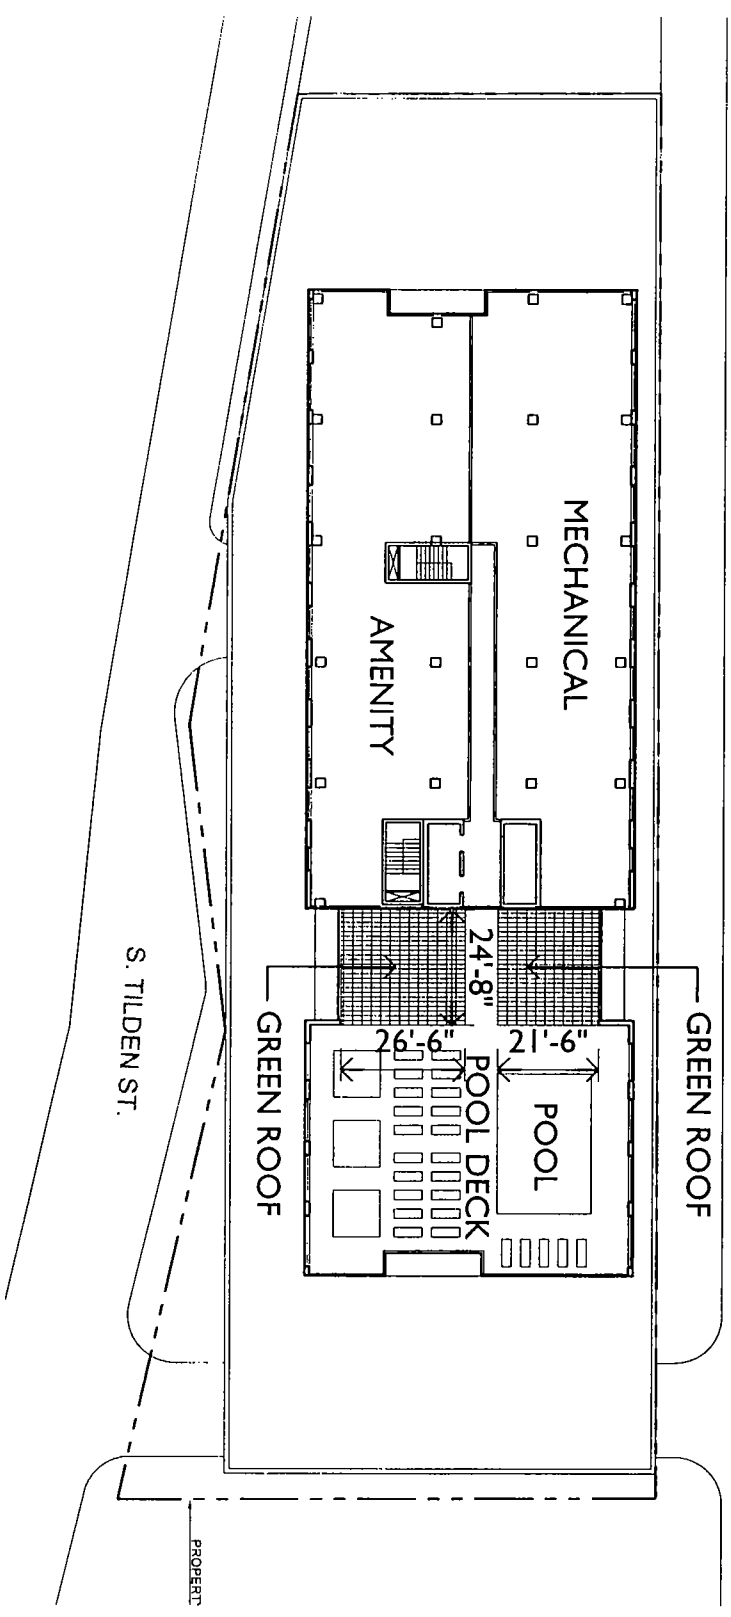 MECHANICAL
AMENITY
GREEN ROOF
24'-8"
21'-6"
26'-6"
POOL
POOL DECK
GREEN ROOF
S. TILDEN ST.
PROPERT